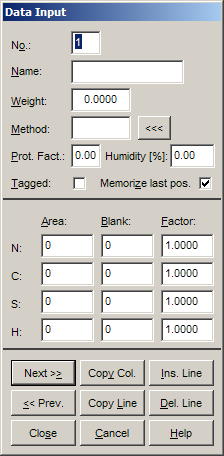 Data Input
No.: 1
Name:
Weight: 0.0000
Method: <<<
Prot. Fact.: 0.00 Humidity [%]: 0.00
Tagged: Memorize last pos.
Area: Blank: Factor:
N: 0 0 1.0000
C: 0 0 1.0000
S: 0 0 1.0000
H: 0 0 1.0000
Next >> Copy Col. Ins. Line
<< Prev. Copy Line Del. Line
Close Cancel Help